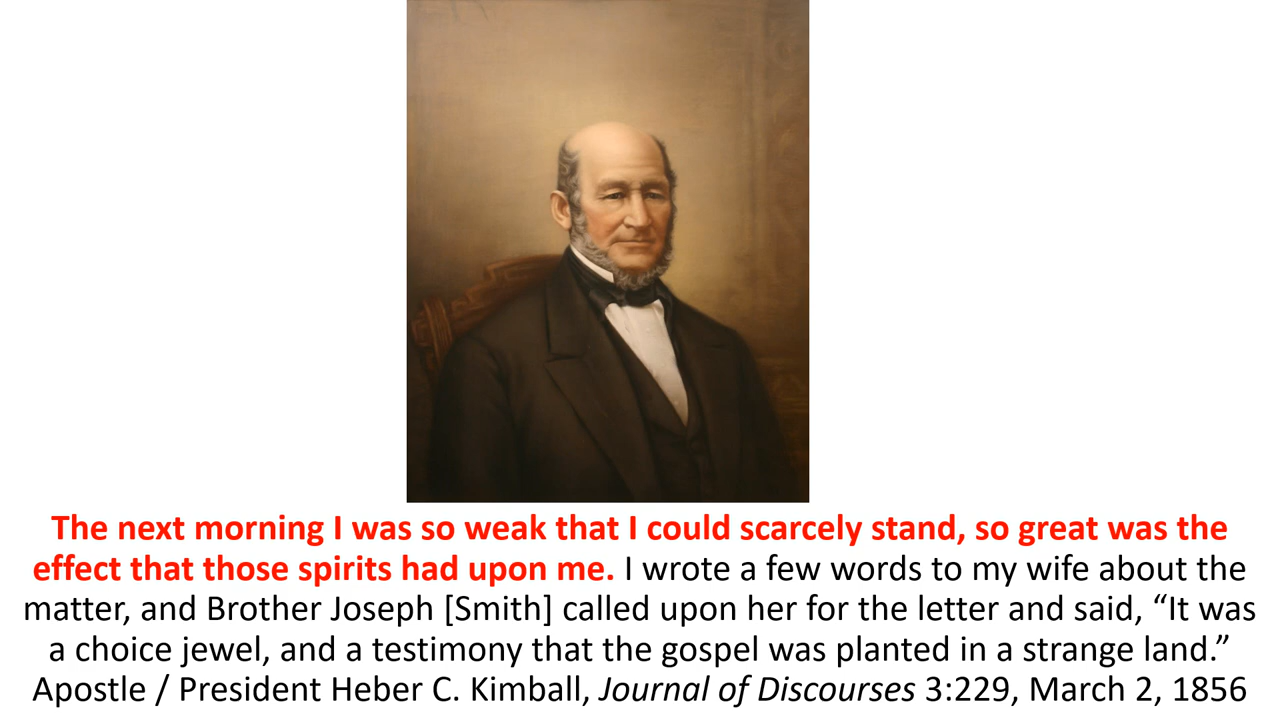 The next morning I was so weak that I could scarcely stand, so great was the
effect that those spirits had upon me. I wrote a few words to my wife about the
matter, and Brother Joseph [Smith] called upon her for the letter and said, “It was
a choice jewel, and a testimony that the gospel was planted in a strange land.”
Apostle / President Heber C. Kimball, Journal of Discourses 3:229, March 2, 1856